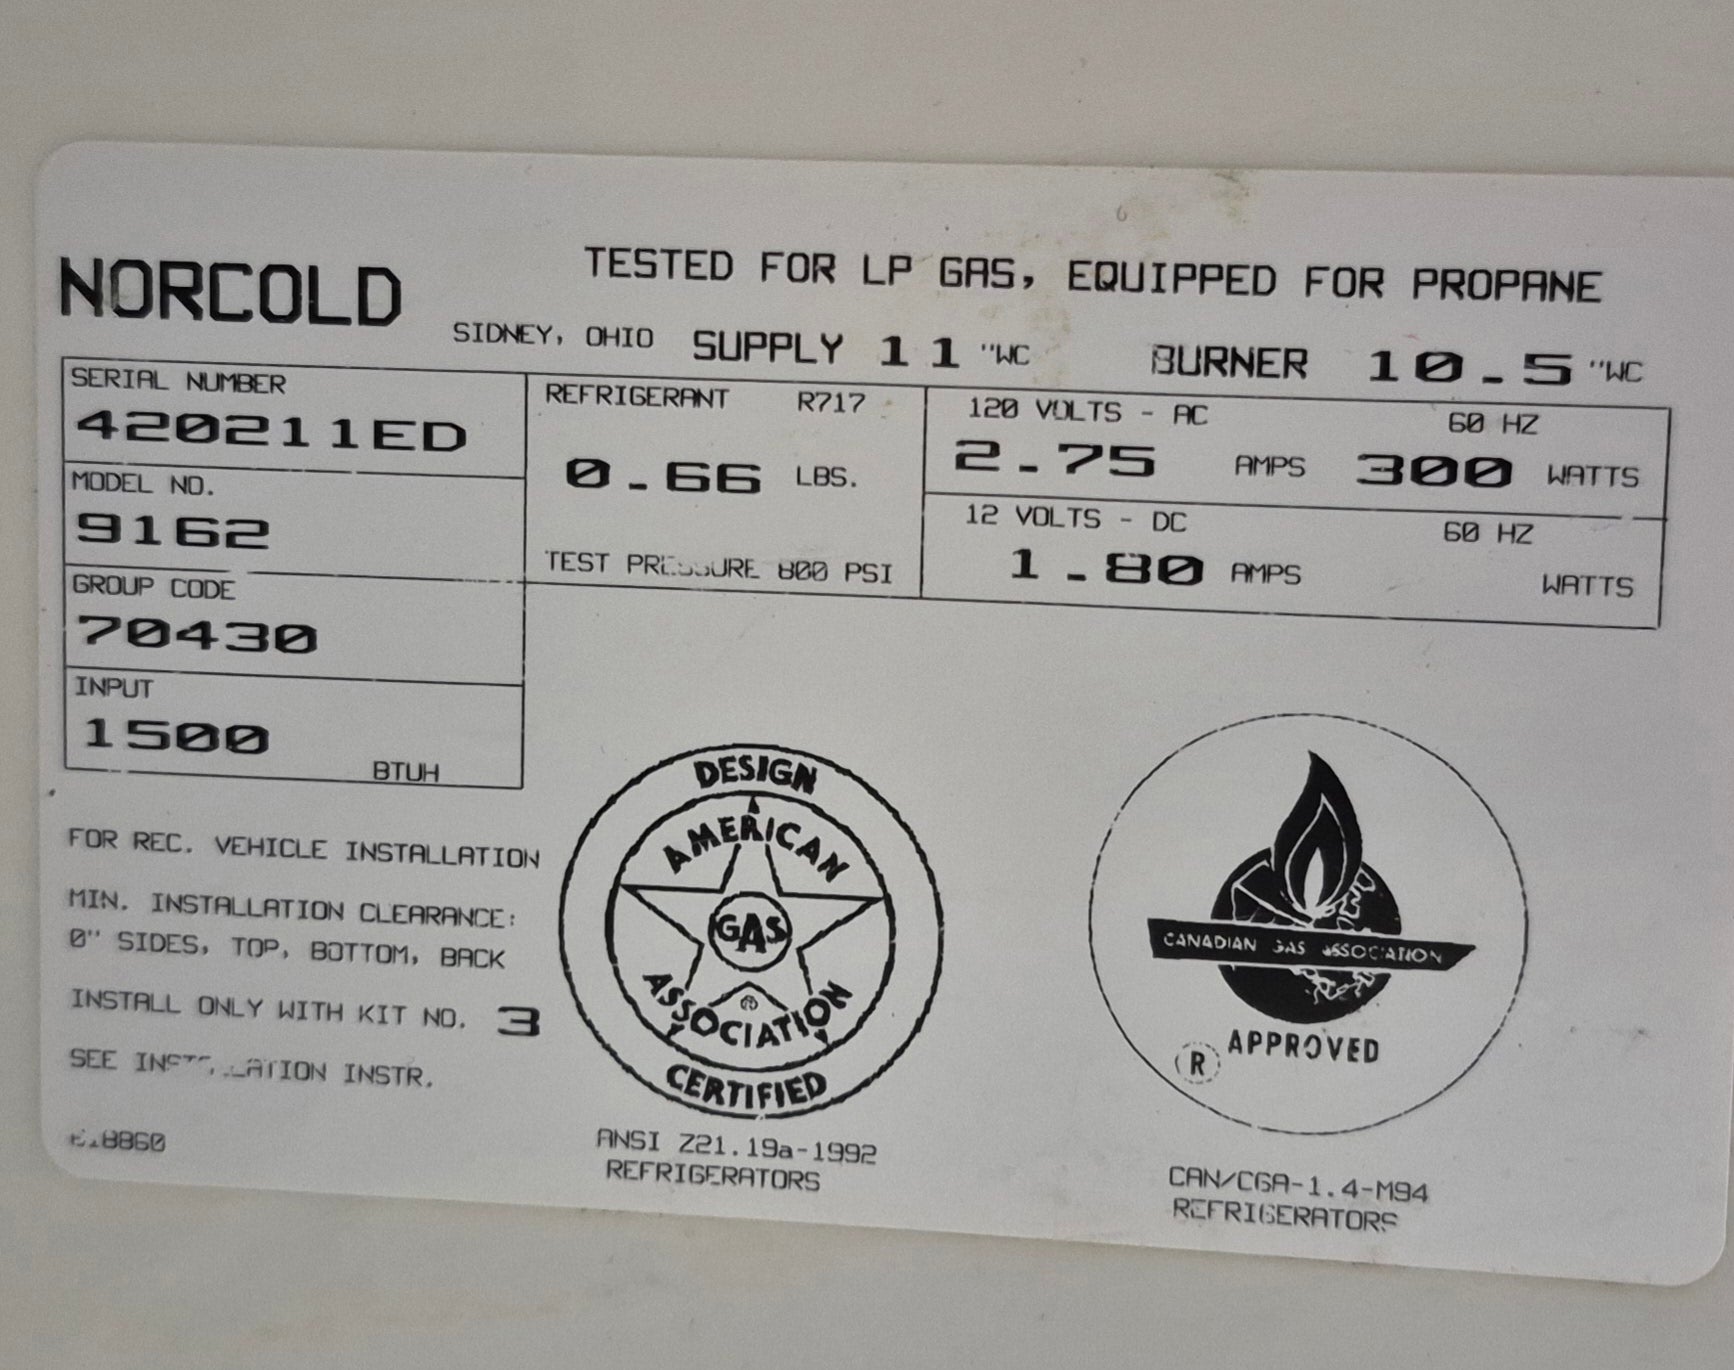 NORCOLD
SIDNEY, OHIO
TESTED FOR LP GAS, EQUIPPED FOR PROPANE
SUPPLY 11 "WC BURNER 10.5 "WC
SERIAL NUMBER
420211ED
MODEL NO.
9162
GROUP CODE
70430
INPUT
1500
BTUH
REFRIGERANT R717
0.66 LBS.
TEST PRESSURE 800 PSI
120 VOLTS - AC 60 HZ
2.75 AMPS 300 WATTS
12 VOLTS - DC 60 HZ
1.80 AMPS WATTS
FOR REC. VEHICLE INSTALLATION
MIN. INSTALLATION CLEARANCE:
0" SIDES, TOP, BOTTOM, BACK
INSTALL ONLY WITH KIT NO. 3
SEE INSTALLATION INSTR.
DESIGN
AMERICAN
GAS
ASSOCIATION
CERTIFIED
ANSI Z21.19a-1992
REFRIGERATORS
CANADIAN GAS ASSOCIATION
® APPROVED
CAN/CGA-1.4-M94
REFRIGERATORS